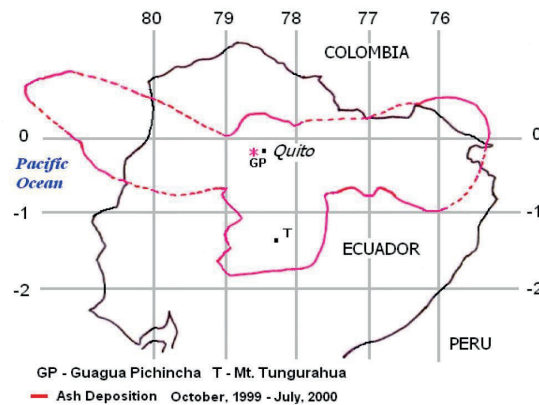 80 79 78 77 76
COLOMBIA
0 0
* Quito
GP
Pacific
Ocean
-1 -1
T
ECUADOR
-2 -2
PERU
GP - Guagua Pichincha T - Mt. Tungurahua
Ash Deposition October, 1999 - July, 2000